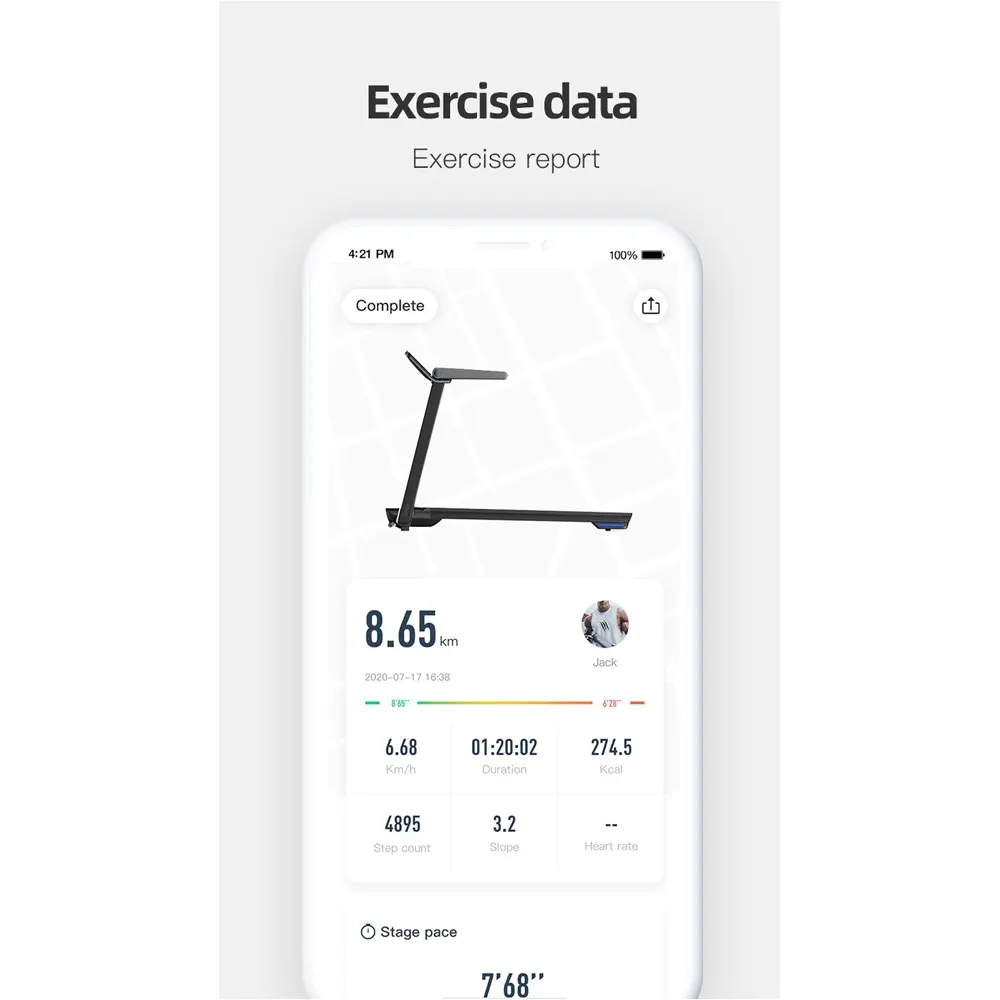 Exercise data
Exercise report
4:21 PM 100%
Complete
8.65 km
Jack
2020-07-17 16:38
8'65'' 6'28''
6.68 01:20:02 274.5
Km/h Duration Kcal
4895 3.2 --
Step count Slope Heart rate
Stage pace
7'68''